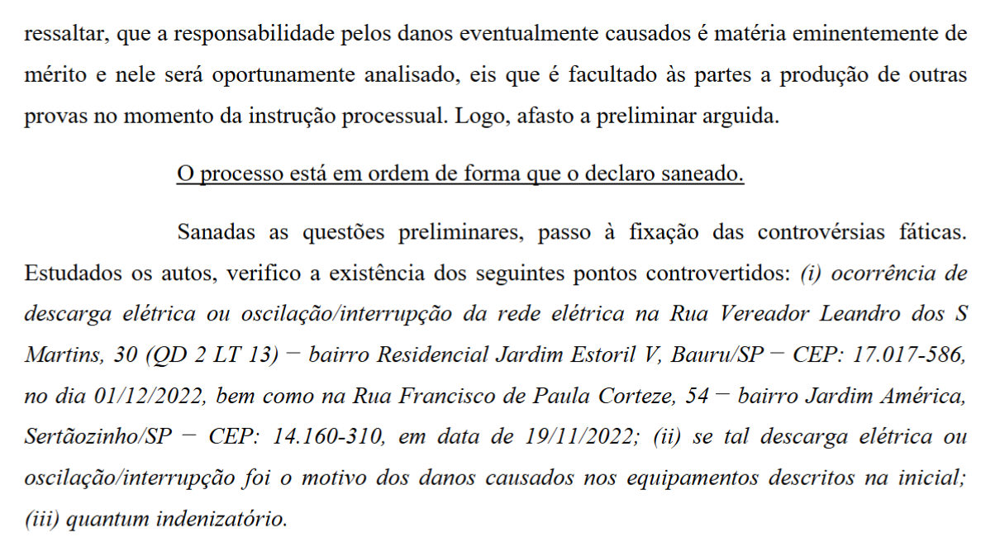 ressaltar, que a responsabilidade pelos danos eventualmente causados é matéria eminentemente de
mérito e nele será oportunamente analisado, eis que é facultado às partes a produção de outras
provas no momento da instrução processual. Logo, afasto a preliminar arguida.
O processo está em ordem de forma que o declaro saneado.
Sanadas as questões preliminares, passo à fixação das controvérsias fáticas.
Estudados os autos, verifico a existência dos seguintes pontos controvertidos: (i) ocorrência de
descarga elétrica ou oscilação/interrupção da rede elétrica na Rua Vereador Leandro dos S
Martins, 30 (QD 2 LT 13) – bairro Residencial Jardim Estoril V, Bauru/SP – CEP: 17.017-586,
no dia 01/12/2022, bem como na Rua Francisco de Paula Corteze, 54 – bairro Jardim América,
Sertãozinho/SP – CEP: 14.160-310, em data de 19/11/2022; (ii) se tal descarga elétrica ou
oscilação/interrupção foi o motivo dos danos causados nos equipamentos descritos na inicial;
(iii) quantum indenizatório.